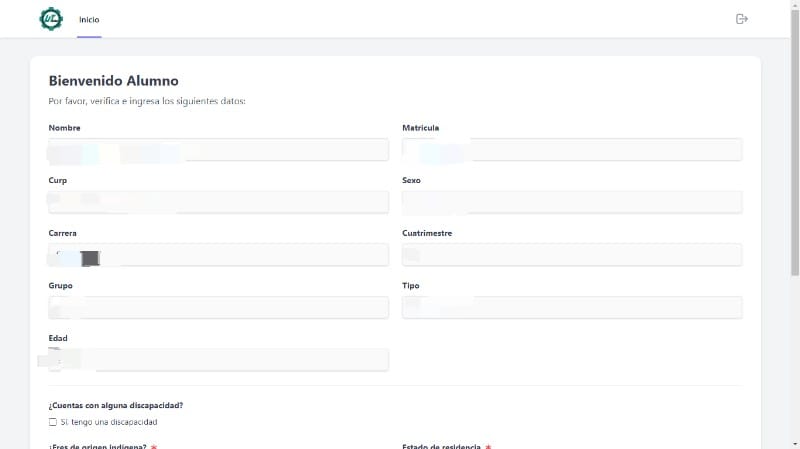 Inicio
Bienvenido Alumno
Por favor, verifica e ingresa los siguientes datos:
Nombre
Matricula
Curp
Sexo
Carrera
Cuatrimestre
Grupo
Tipo
Edad
¿Cuentas con alguna discapacidad?
Sí, tengo una discapacidad
¿Eres de origen indígena? *
Estado de residencia *